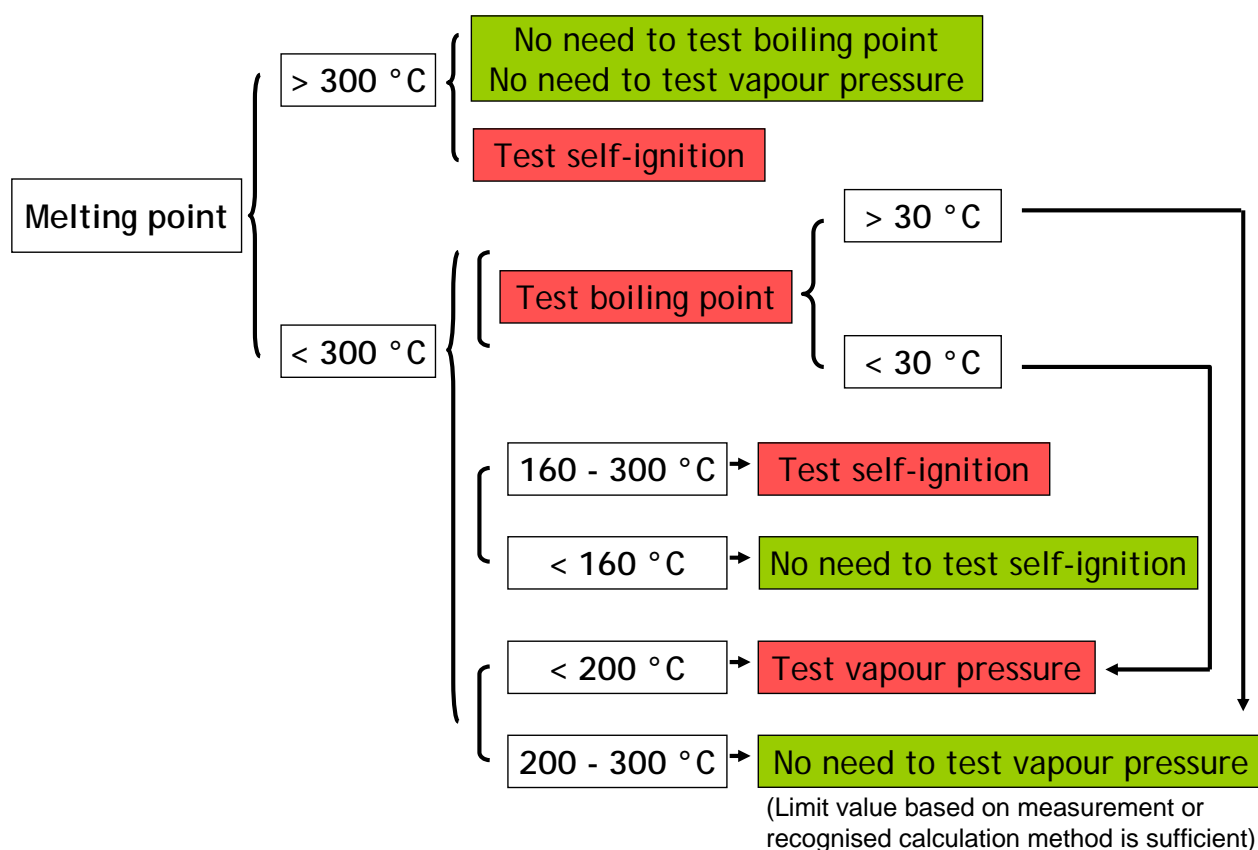 No need to test boiling point
No need to test vapour pressure
> 300 °C
Test self-ignition
Melting point
> 30 °C
Test boiling point
< 300 °C
< 30 °C
160 - 300 °C
Test self-ignition
< 160 °C
No need to test self-ignition
< 200 °C
Test vapour pressure
200 - 300 °C
No need to test vapour pressure
(Limit value based on measurement or
recognised calculation method is sufficient)